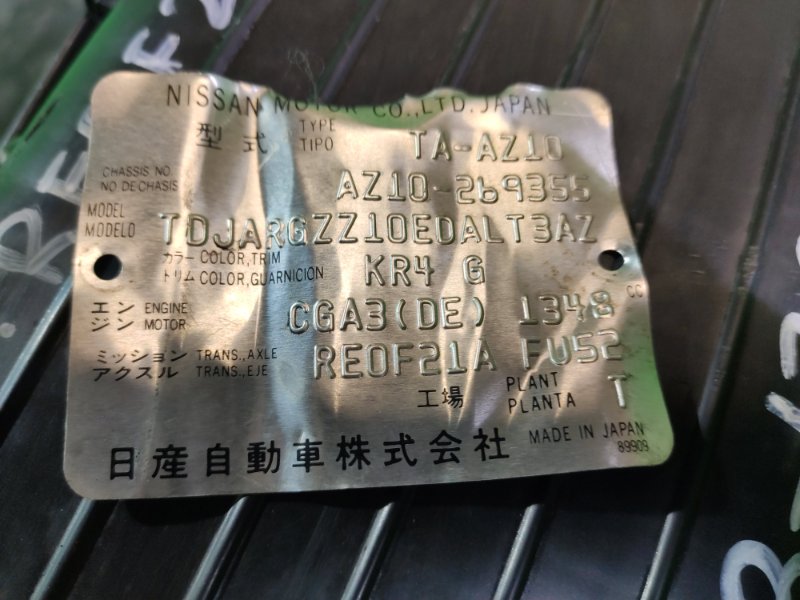 NISSAN MOTOR CO.,LTD.JAPAN
型式 TYPE TIPO TA-AZ10
CHASSIS NO. NO DE CHASIS AZ10-269355
MODEL MODELO TDJARGZZ10EDALT3AZ
カラー COLOR,TRIM
トリム COLOR,GUARNICION KR4 G
エンジン ENGINE MOTOR CGA3(DE) 1348 CC
ミッション TRANS.,AXLE
アクスル TRANS.,EJE RE0F21A FU52
工場 PLANT PLANTA T
日産自動車株式会社 MADE IN JAPAN
89909